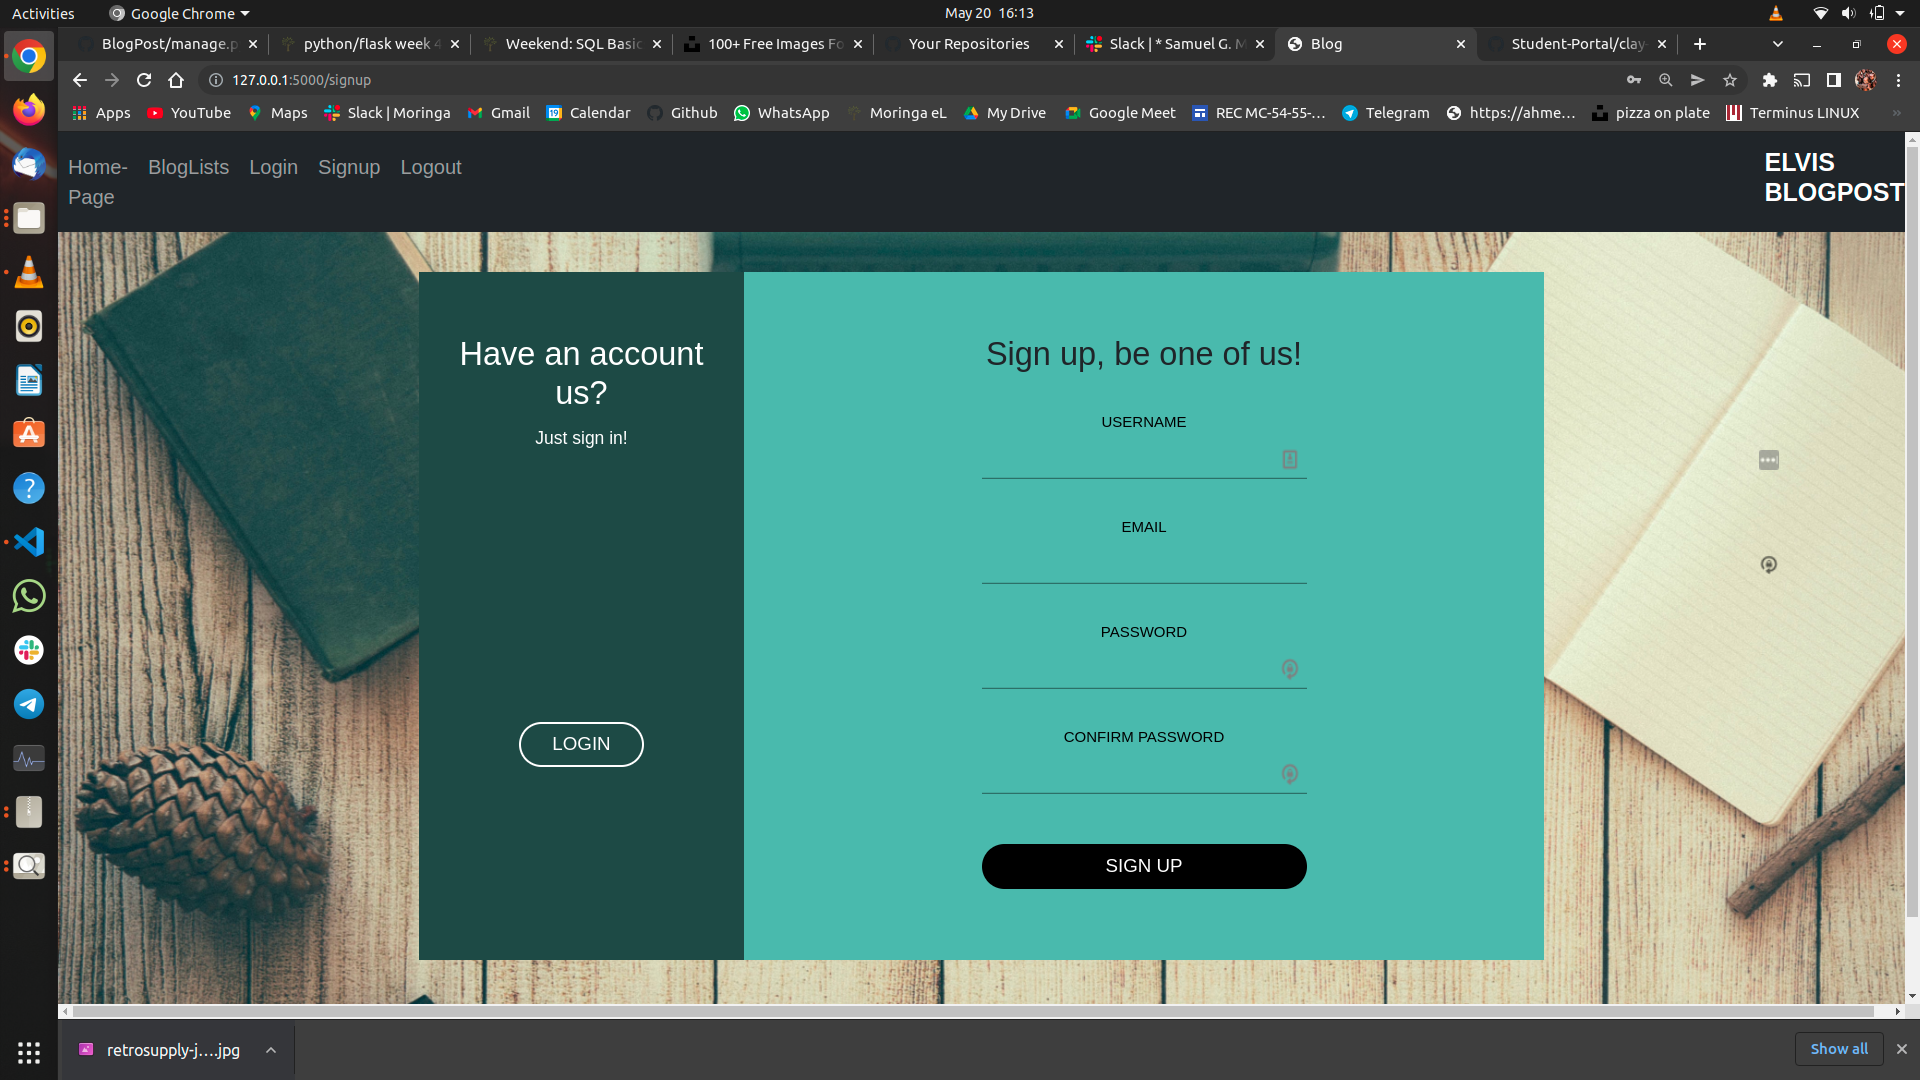 Activities
Google Chrome
May 20 16:13
BlogPost/manage.p
python/flask week 4
Weekend: SQL Basic
100+ Free Images Fo
Your Repositories
Slack | * Samuel G. M
Blog
Student-Portal/clay
127.0.0.1:5000/signup
Apps
YouTube
Maps
Slack | Moringa
Gmail
Calendar
Github
WhatsApp
Moringa eL
My Drive
Google Meet
REC MC-54-55-...
Telegram
https://ahme...
pizza on plate
Terminus LINUX
Home-
Page
BlogLists
Login
Signup
Logout
ELVIS
BLOGPOST
Have an account
us?
Just sign in!
LOGIN
Sign up, be one of us!
USERNAME
EMAIL
PASSWORD
CONFIRM PASSWORD
SIGN UP
retrosupply-j....jpg
Show all